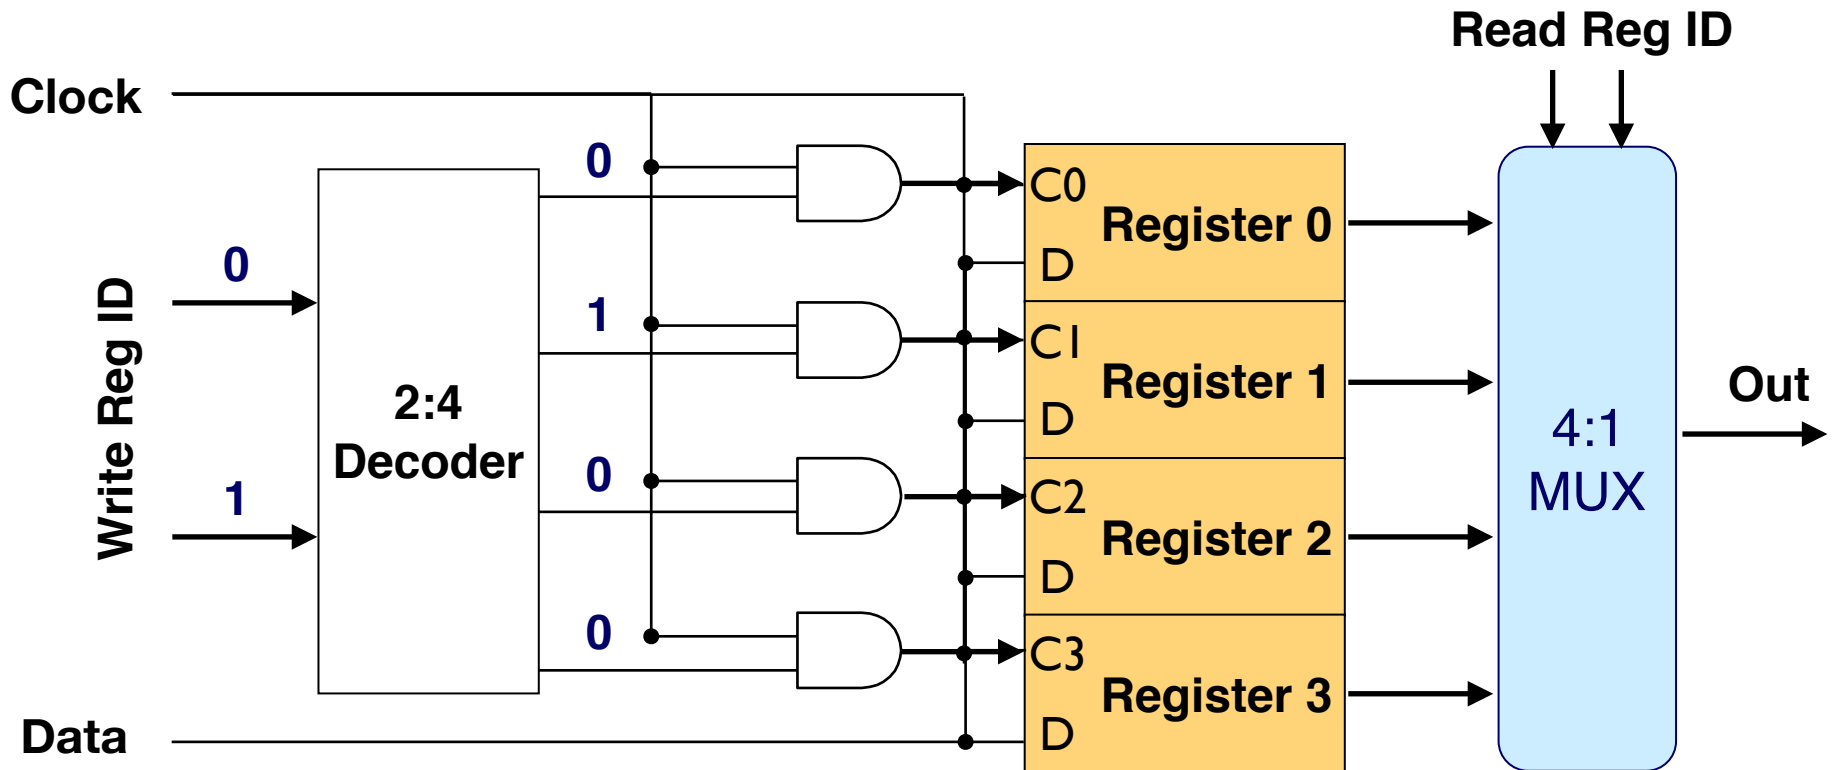 Read Reg ID
Clock
0
C0
Register 0
0
D
Write Reg ID
1
C1
Register 1
D
Out
2:4
Decoder
4:1
MUX
0
1
C2
Register 2
D
0
C3
Register 3
Data
D